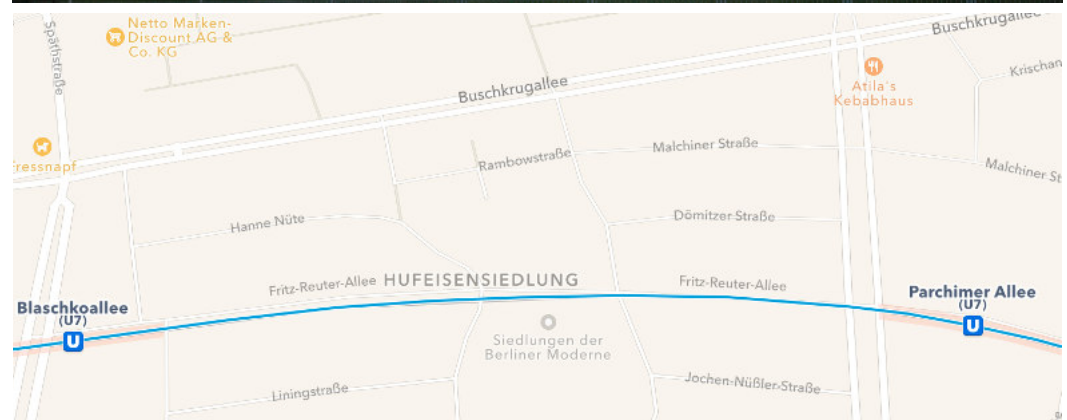 Netto Marken-
Discount AG &
Co. KG
Späthstraße
Buschkrugallee
Krischan
Atila's
Kebabhaus
Buschkrugallee
Fressnapf
Rambowstraße
Malchiner Straße
Malchiner St
Hanne Nüte
Dömitzer Straße
Fritz-Reuter-Allee
HUFEISENSIEDLUNG
Fritz-Reuter-Allee
Blaschkoallee
(U7)
U
Parchimer Allee
(U7)
U
Siedlungen der
Berliner Moderne
Liningstraße
Jochen-Nüßler-Straße